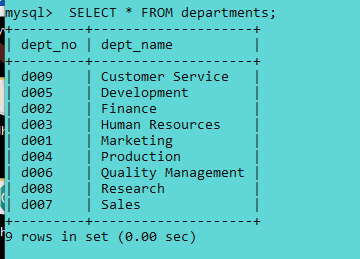 mysql>  SELECT * FROM departments;
+---------+--------------------+
| dept_no | dept_name          |
+---------+--------------------+
| d009    | Customer Service   |
| d005    | Development        |
| d002    | Finance            |
| d003    | Human Resources    |
| d001    | Marketing          |
| d004    | Production         |
| d006    | Quality Management |
| d008    | Research           |
| d007    | Sales              |
+---------+--------------------+
9 rows in set (0.00 sec)